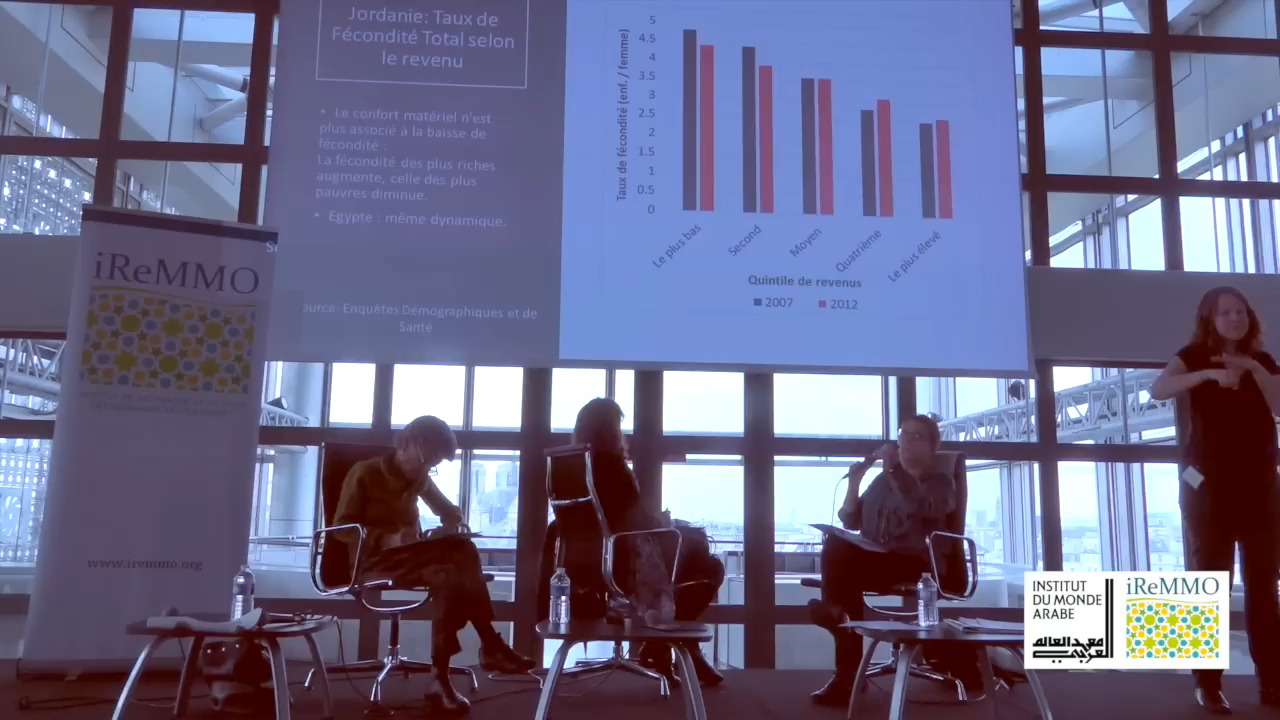 Jordanie: Taux de
Fécondité Total selon
le revenu
• Le confort matériel n'est
plus associé à la baisse de
fécondité :
La fécondité des plus riches
augmente, celle des plus
pauvres diminue.
• Egypte : même dynamique.
ource: Enquêtes Démographiques et de
Santé
Taux de fécondité (enf. / femme)
5
4.5
4
3.5
3
2.5
2
1.5
1
0.5
0
Le plus bas
Second
Moyen
Quatrième
Le plus élevé
Quintile de revenus
2007
2012
iReMMO
www.iremmo.org
INSTITUT
DU MONDE
ARABE
معهد العالم
العربي
iReMMO